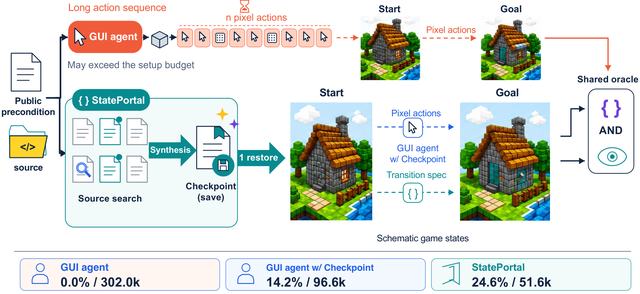 Long action sequence
n pixel actions
Start
Goal
GUI agent
Pixel actions
May exceed the setup budget
Shared oracle
Public
precondition
{ } StatePortal
Start
Goal
Pixel actions
{ }
AND
</>
source
Synthesis
1 restore
GUI agent
w/ Checkpoint
Transition spec
{ }
Source search
Checkpoint
(save)
Schematic game states
GUI agent
0.0% / 302.0k
GUI agent w/ Checkpoint
14.2% / 96.6k
StatePortal
24.6% / 51.6k